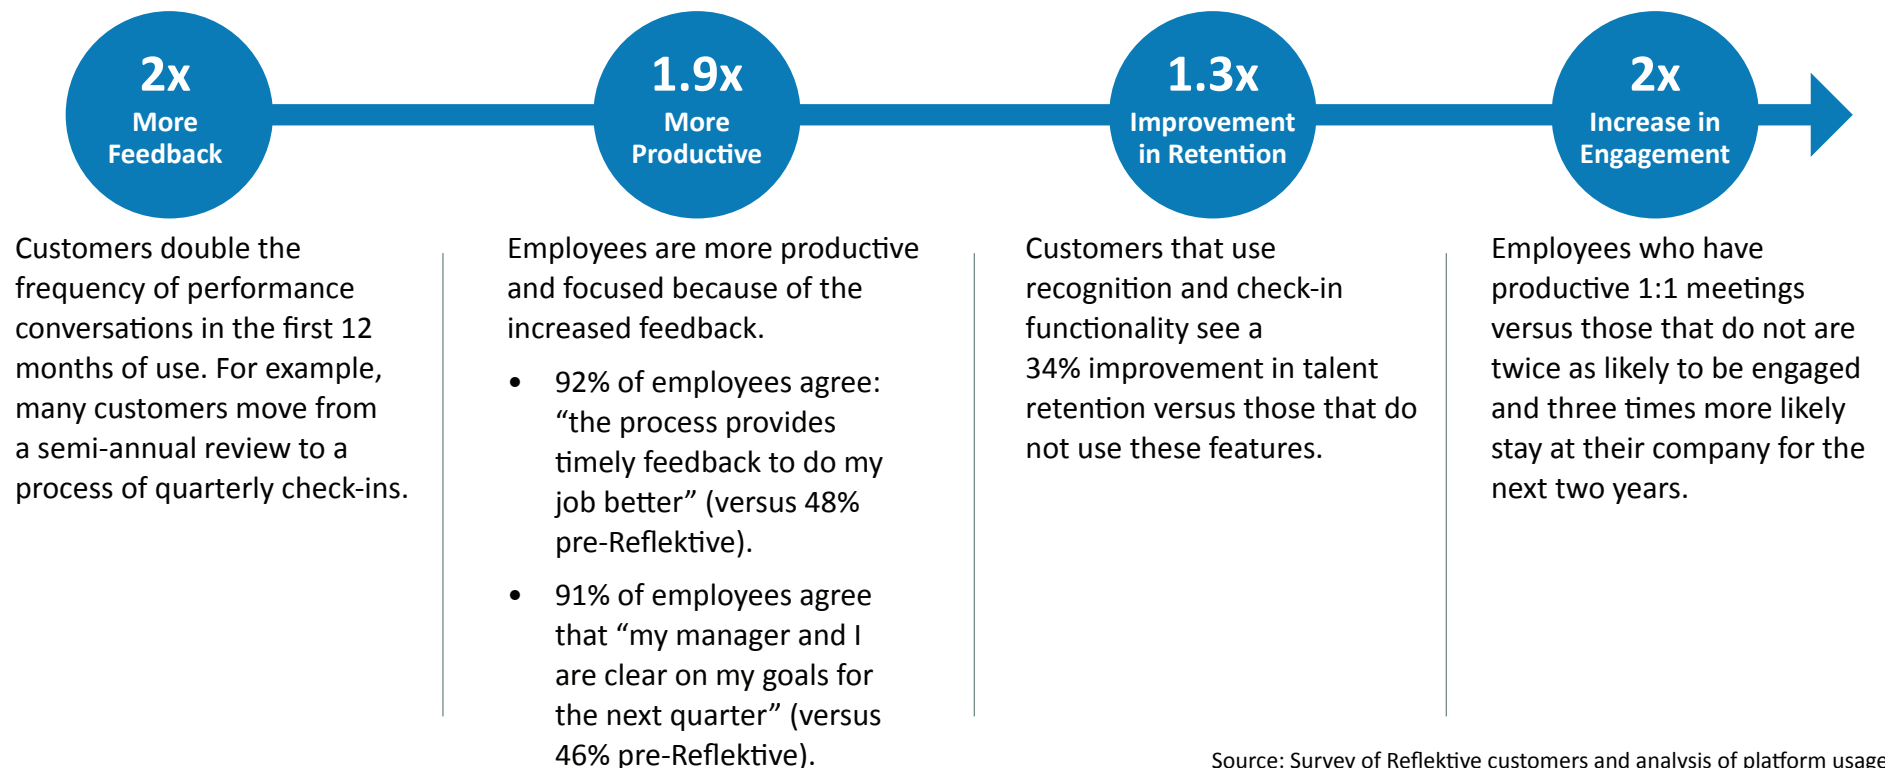 2x
More
Feedback
1.9x
More
Productive
1.3x
Improvement
in Retention
2x
Increase in
Engagement
Customers double the
frequency of performance
conversations in the first 12
months of use. For example,
many customers move from
a semi-annual review to a
process of quarterly check-ins.
Employees are more productive
and focused because of the
increased feedback.
• 92% of employees agree:
“the process provides
timely feedback to do my
job better” (versus 48%
pre-Reflektive).
• 91% of employees agree
that “my manager and I
are clear on my goals for
the next quarter” (versus
46% pre-Reflektive).
Customers that use
recognition and check-in
functionality see a
34% improvement in talent
retention versus those that do
not use these features.
Employees who have
productive 1:1 meetings
versus those that do not are
twice as likely to be engaged
and three times more likely
stay at their company for the
next two years.
Source: Survey of Reflektive customers and analysis of platform usage